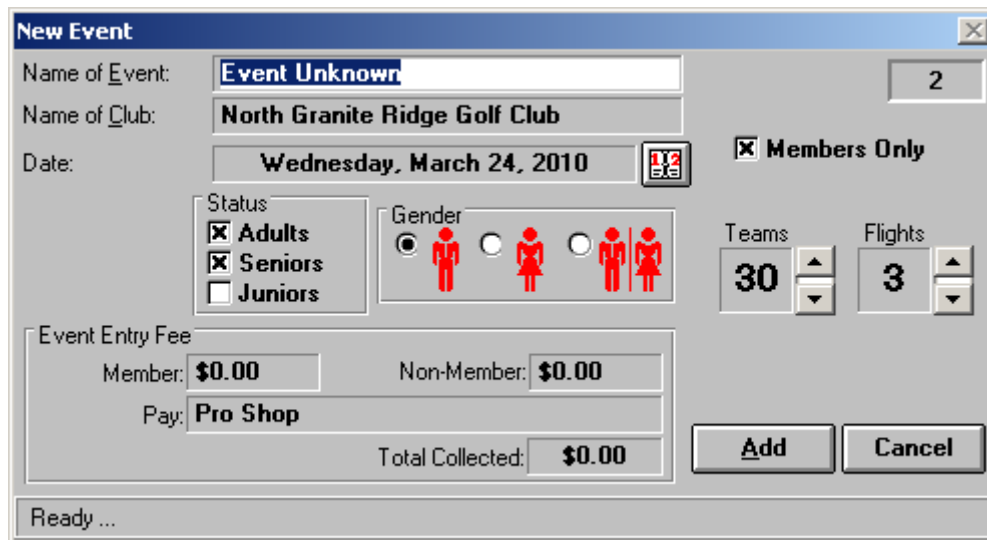 New Event
Name of Event: Event Unknown
2
Name of Club: North Granite Ridge Golf Club
Date: Wednesday, March 24, 2010
1 2
Members Only
Status
Adults
Seniors
Juniors
Gender
Teams
30
Flights
3
Event Entry Fee
Member: $0.00 Non-Member: $0.00
Pay: Pro Shop
Total Collected: $0.00
Add Cancel
Ready ...